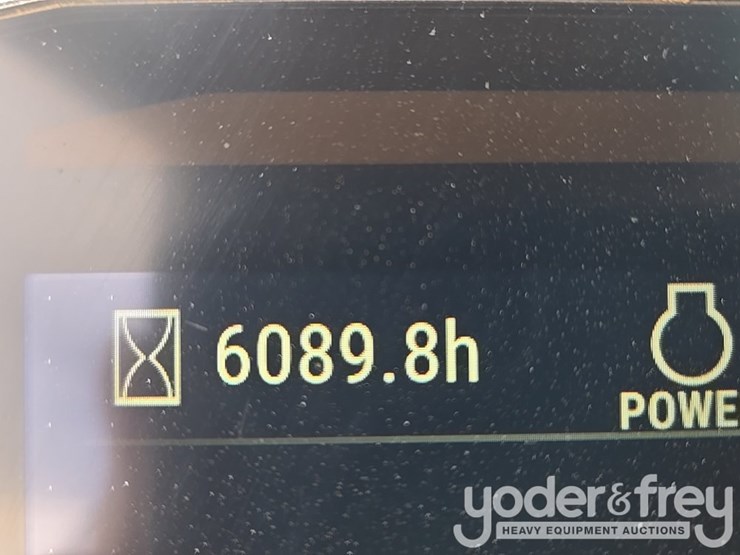 6089.8h
POWE
yoder&frey
HEAVY EQUIPMENT AUCTIONS